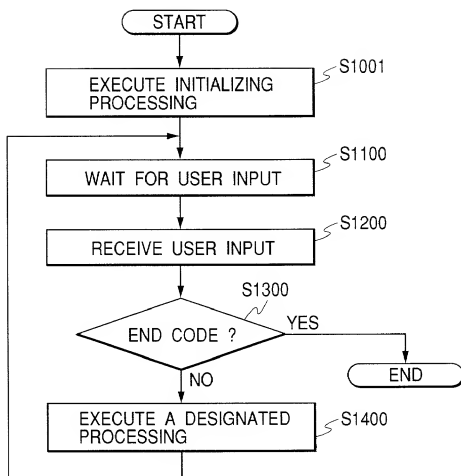 START
EXECUTE INITIALIZING
PROCESSING
S1001
WAIT FOR USER INPUT
S1100
RECEIVE USER INPUT
S1200
END CODE ?
S1300
YES
END
NO
EXECUTE A DESIGNATED
PROCESSING
S1400